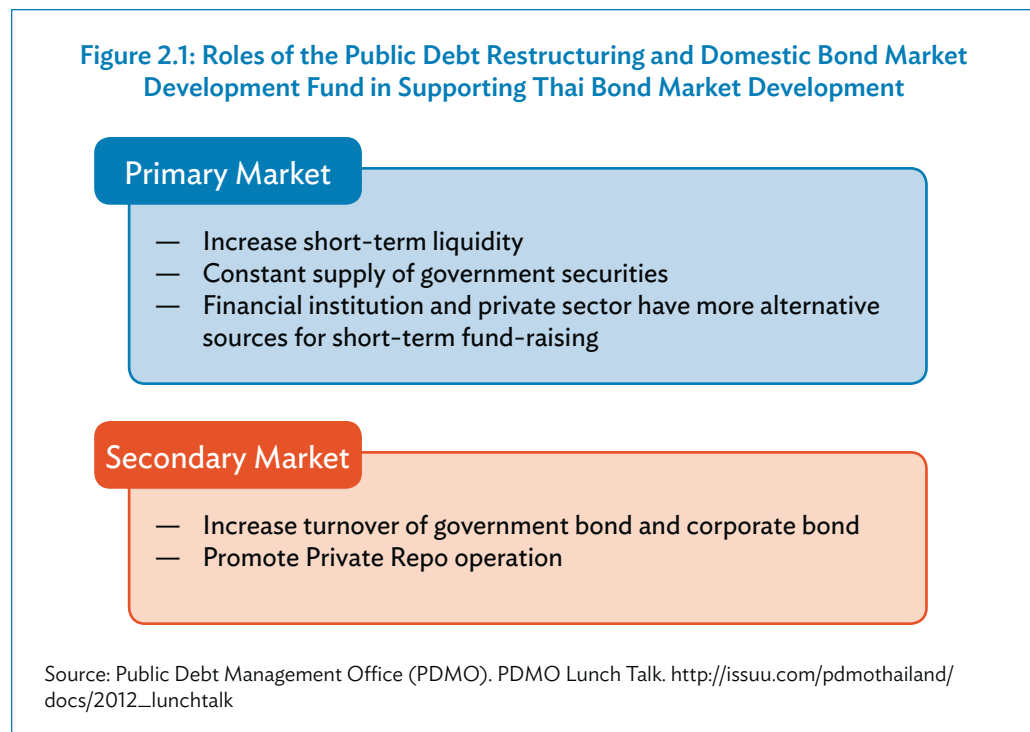 Figure 2.1: Roles of the Public Debt Restructuring and Domestic Bond Market
Development Fund in Supporting Thai Bond Market Development
Primary Market
— Increase short-term liquidity
— Constant supply of government securities
— Financial institution and private sector have more alternative
sources for short-term fund-raising
Secondary Market
— Increase turnover of government bond and corporate bond
— Promote Private Repo operation
Source: Public Debt Management Office (PDMO). PDMO Lunch Talk. http://issuu.com/pdmothailand/
docs/2012_lunchtalk